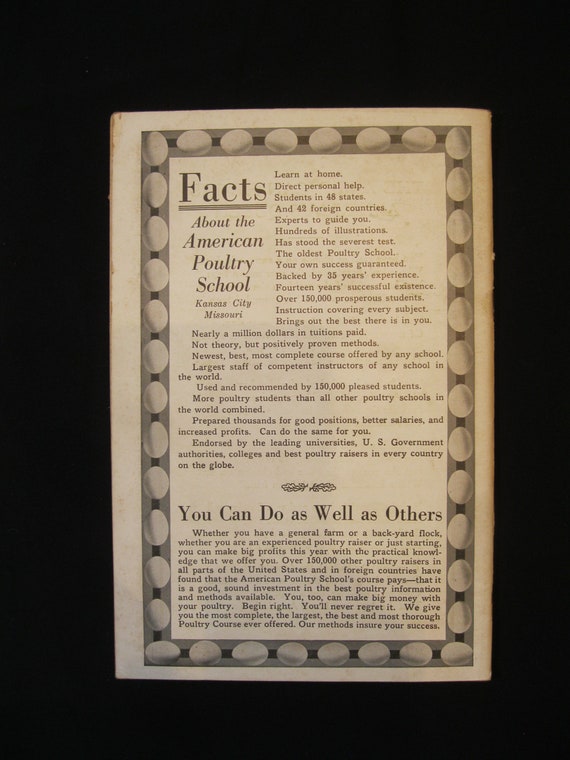 Facts
About the
American
Poultry
School
Kansas City
Missouri
Learn at home.
Direct personal help.
Students in 48 states.
And 42 foreign countries.
Experts to guide you.
Hundreds of illustrations.
Has stood the severest test.
The oldest Poultry School.
Your own success guaranteed.
Backed by 35 years' experience.
Fourteen years' successful existence.
Over 150,000 prosperous students.
Instruction covering every subject.
Brings out the best there is in you.
Nearly a million dollars in tuitions paid.
Not theory, but positively proven methods.
Newest, best, most complete course offered by any school.
Largest staff of competent instructors of any school in
the world.
Used and recommended by 150,000 pleased students.
More poultry students than all other poultry schools in
the world combined.
Prepared thousands for good positions, better salaries, and
increased profits. Can do the same for you.
Endorsed by the leading universities, U. S. Government
authorities, colleges and best poultry raisers in every country
on the globe.
You Can Do as Well as Others
Whether you have a general farm or a back-yard flock,
whether you are an experienced poultry raiser or just starting,
you can make big profits this year with the practical knowl-
edge that we offer you. Over 150,000 other poultry raisers in
all parts of the United States and in foreign countries have
found that the American Poultry School's course pays—that it
is a good, sound investment in the best poultry information
and methods available. You, too, can make big money with
your poultry. Begin right. You'll never regret it. We give
you the most complete, the largest, the best and most thorough
Poultry Course ever offered. Our methods insure your success.